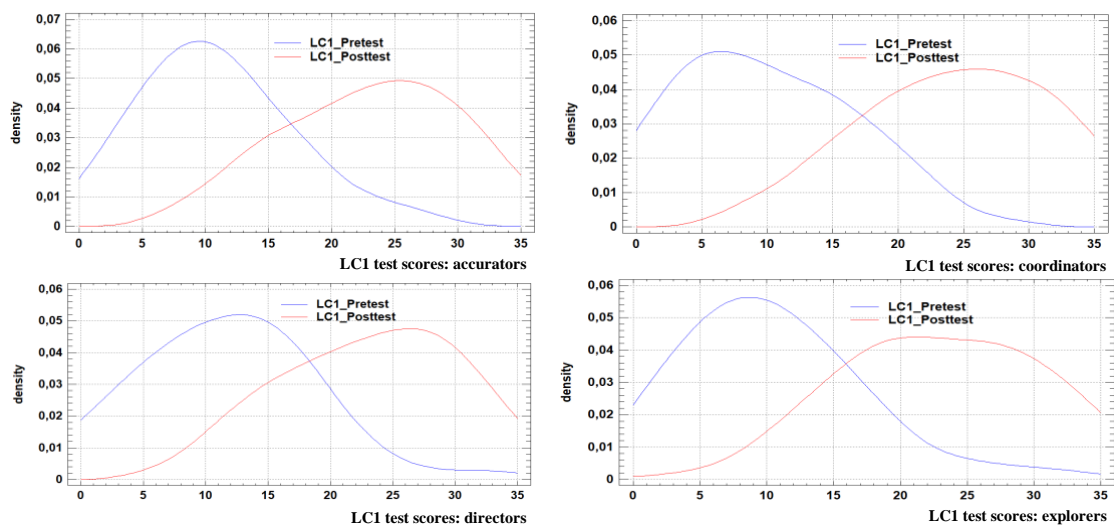 0,07
0,06
0,05
0,04
0,03
0,02
0,01
0
density
LC1_Pretest
LC1_Posttest
0 5 10 15 20 25 30 35
LC1 test scores: accurators
0,06
0,05
0,04
0,03
0,02
0,01
0
density
LC1_Pretest
LC1_Posttest
0 5 10 15 20 25 30 35
LC1 test scores: coordinators
0,06
0,05
0,04
0,03
0,02
0,01
0
density
LC1_Pretest
LC1_Posttest
0 5 10 15 20 25 30 35
LC1 test scores: directors
0,06
0,05
0,04
0,03
0,02
0,01
0
density
LC1_Pretest
LC1_Posttest
0 5 10 15 20 25 30 35
LC1 test scores: explorers